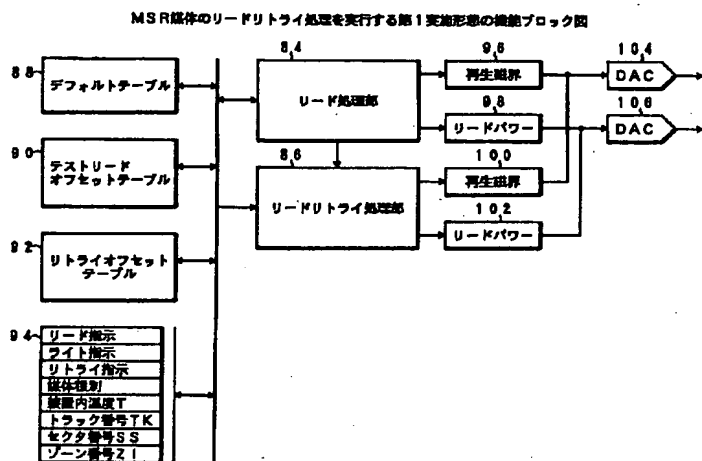 MSR媒体のリードリトライ処理を実行する第1実施形態の機能ブロック図
88
デフォルトテーブル
90
テストリード
オフセットテーブル
92
リトライオフセット
テーブル
94
リード指示
ライト指示
リトライ指示
媒体種別
装置内温度T
トラック番号TK
セクタ番号SS
ゾーン番号ZI
84
リード処理部
86
リードリトライ処理部
96
再生磁界
98
リードパワー
100
再生磁界
102
リードパワー
104
DAC
106
DAC